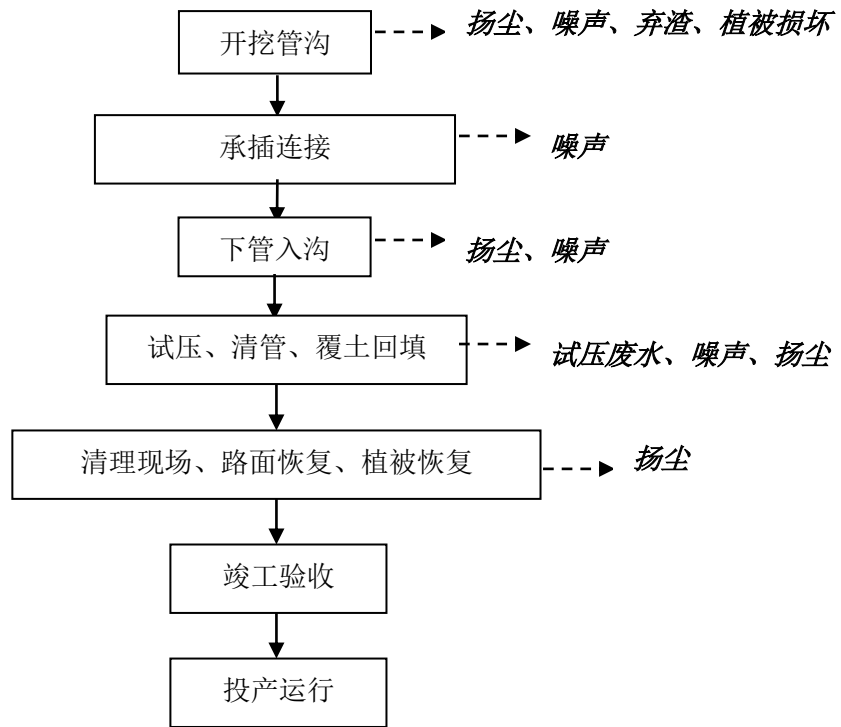 开挖管沟
扬尘、噪声、弃渣、植被损坏
承插连接
噪声
下管入沟
扬尘、噪声
试压、清管、覆土回填
试压废水、噪声、扬尘
清理现场、路面恢复、植被恢复
扬尘
竣工验收
投产运行